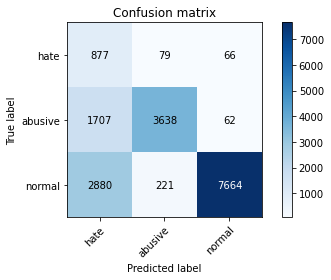 Confusion matrix
hate 877 79 66
abusive 1707 3638 62
normal 2880 221 7664
hate abusive normal
True label
Predicted label
7000
6000
5000
4000
3000
2000
1000